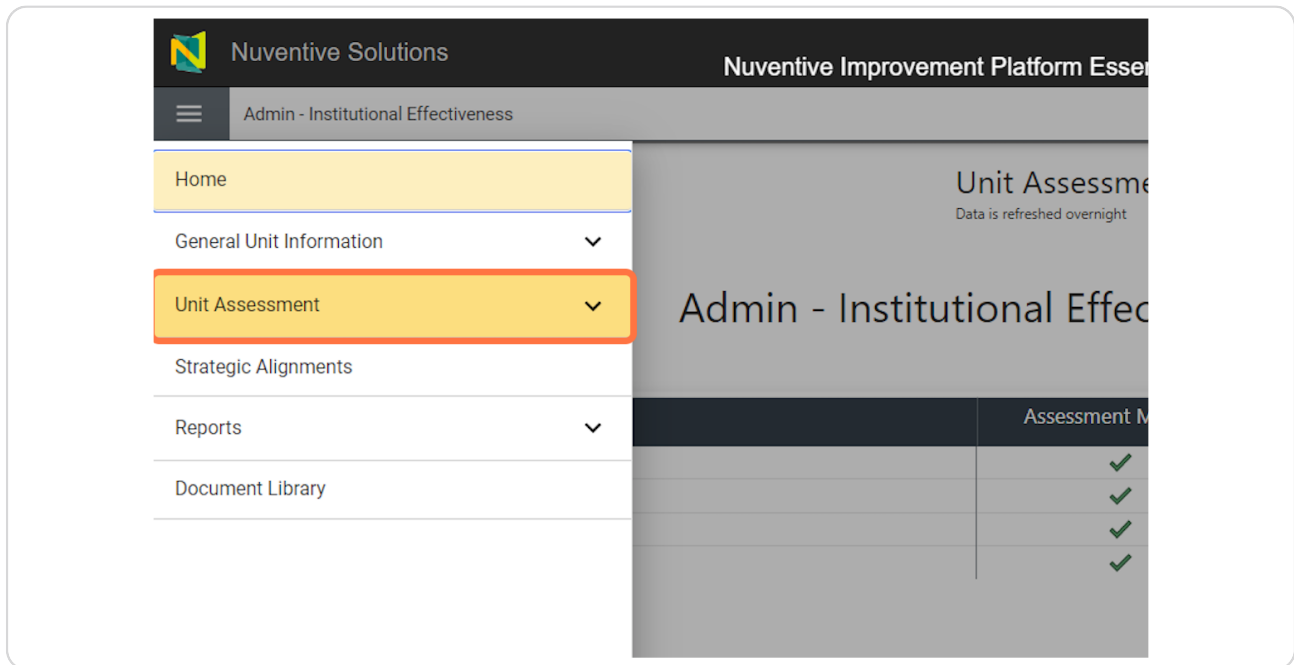 Nuventive Solutions
Nuventive Improvement Platform Esser
Admin - Institutional Effectiveness
Home
General Unit Information
Unit Assessment
Strategic Alignments
Reports
Document Library
Unit Assessme
Data is refreshed overnight
Admin - Institutional Effec
Assessment M